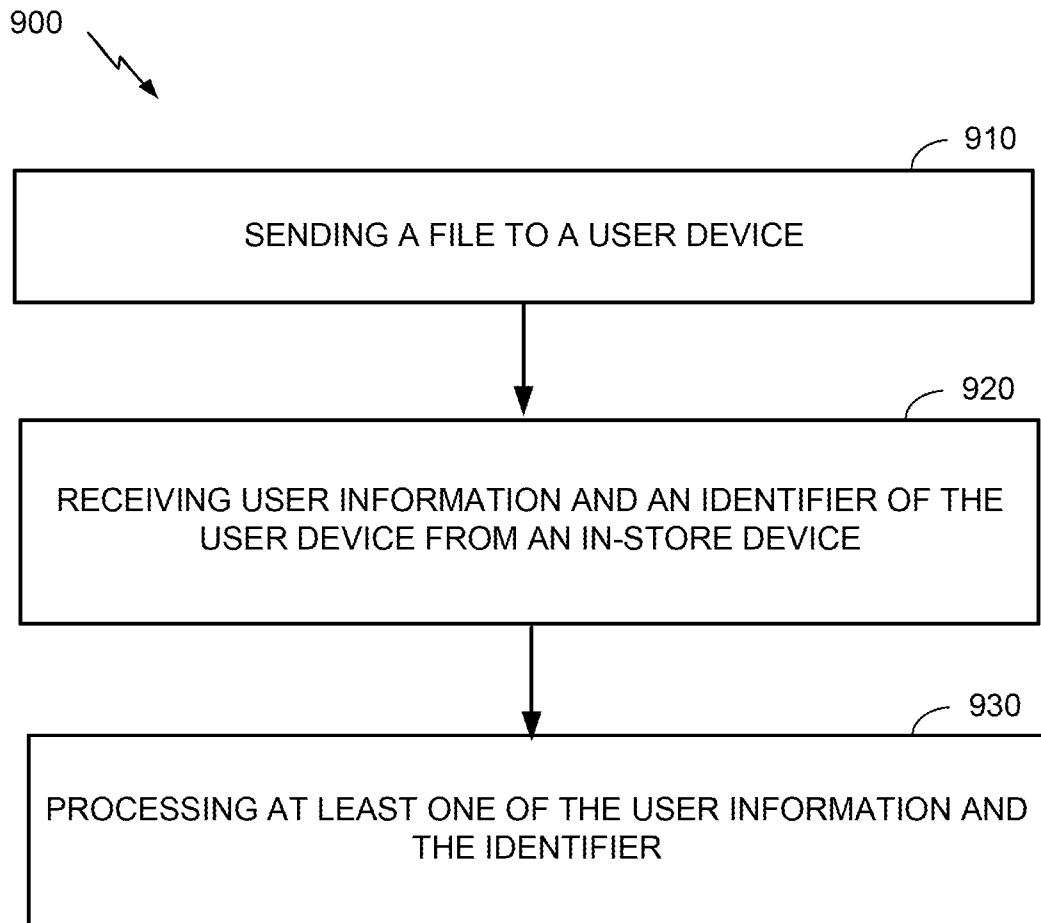 900
910
SENDING A FILE TO A USER DEVICE
920
RECEIVING USER INFORMATION AND AN IDENTIFIER OF THE
USER DEVICE FROM AN IN-STORE DEVICE
930
PROCESSING AT LEAST ONE OF THE USER INFORMATION AND
THE IDENTIFIER